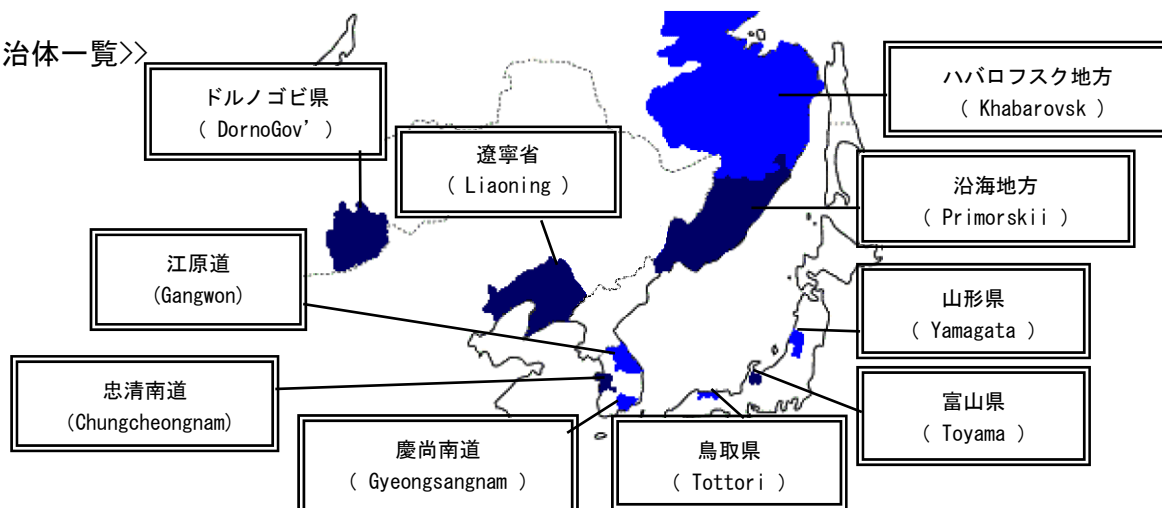 治体一覧>>
ドルノゴビ県
( DornoGov’ )
ハバロフスク地方
( Khabarovsk )
遼寧省
( Liaoning )
沿海地方
( Primorskii )
江原道
(Gangwon)
山形県
( Yamagata )
忠清南道
(Chungcheongnam)
富山県
( Toyama )
慶尚南道
( Gyeongsangnam )
鳥取県
( Tottori )